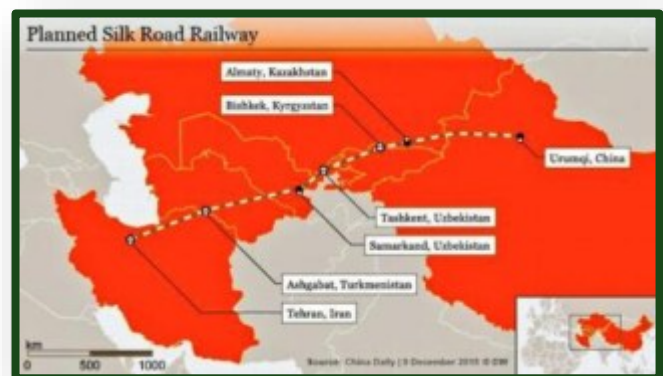 Planned Silk Road Railway
Almaty, Kazakhstan
Bishkek, Kyrgyzstan
Urumqi, China
Tashkent, Uzbekistan
Samarkand, Uzbekistan
Ashgabat, Turkmenistan
Tehran, Iran
km
0 500 1000
Source: China Daily | 9 December 2015 © DW